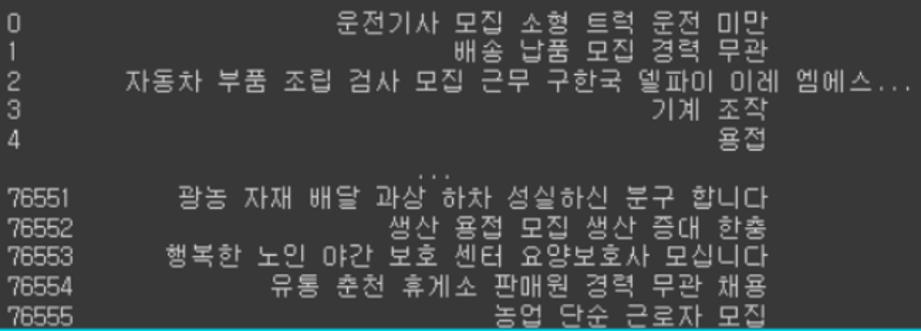 0 운전기사 모집 소형 트럭 운전 미만
1 배송 납품 모집 경력 무관
2 자동차 부품 조립 검사 모집 근무 구한국 델파이 이레 엠에스...
3 기계 조작
4 용접
...
76551 광농 자재 배달 과상 하차 성실하신 분구 합니다
76552 생산 용접 모집 생산 증대 한충
76553 행복한 노인 야간 보호 센터 요양보호사 모십니다
76554 유통 춘천 휴게소 판매원 경력 무관 채용
76555 농업 단순 근로자 모집